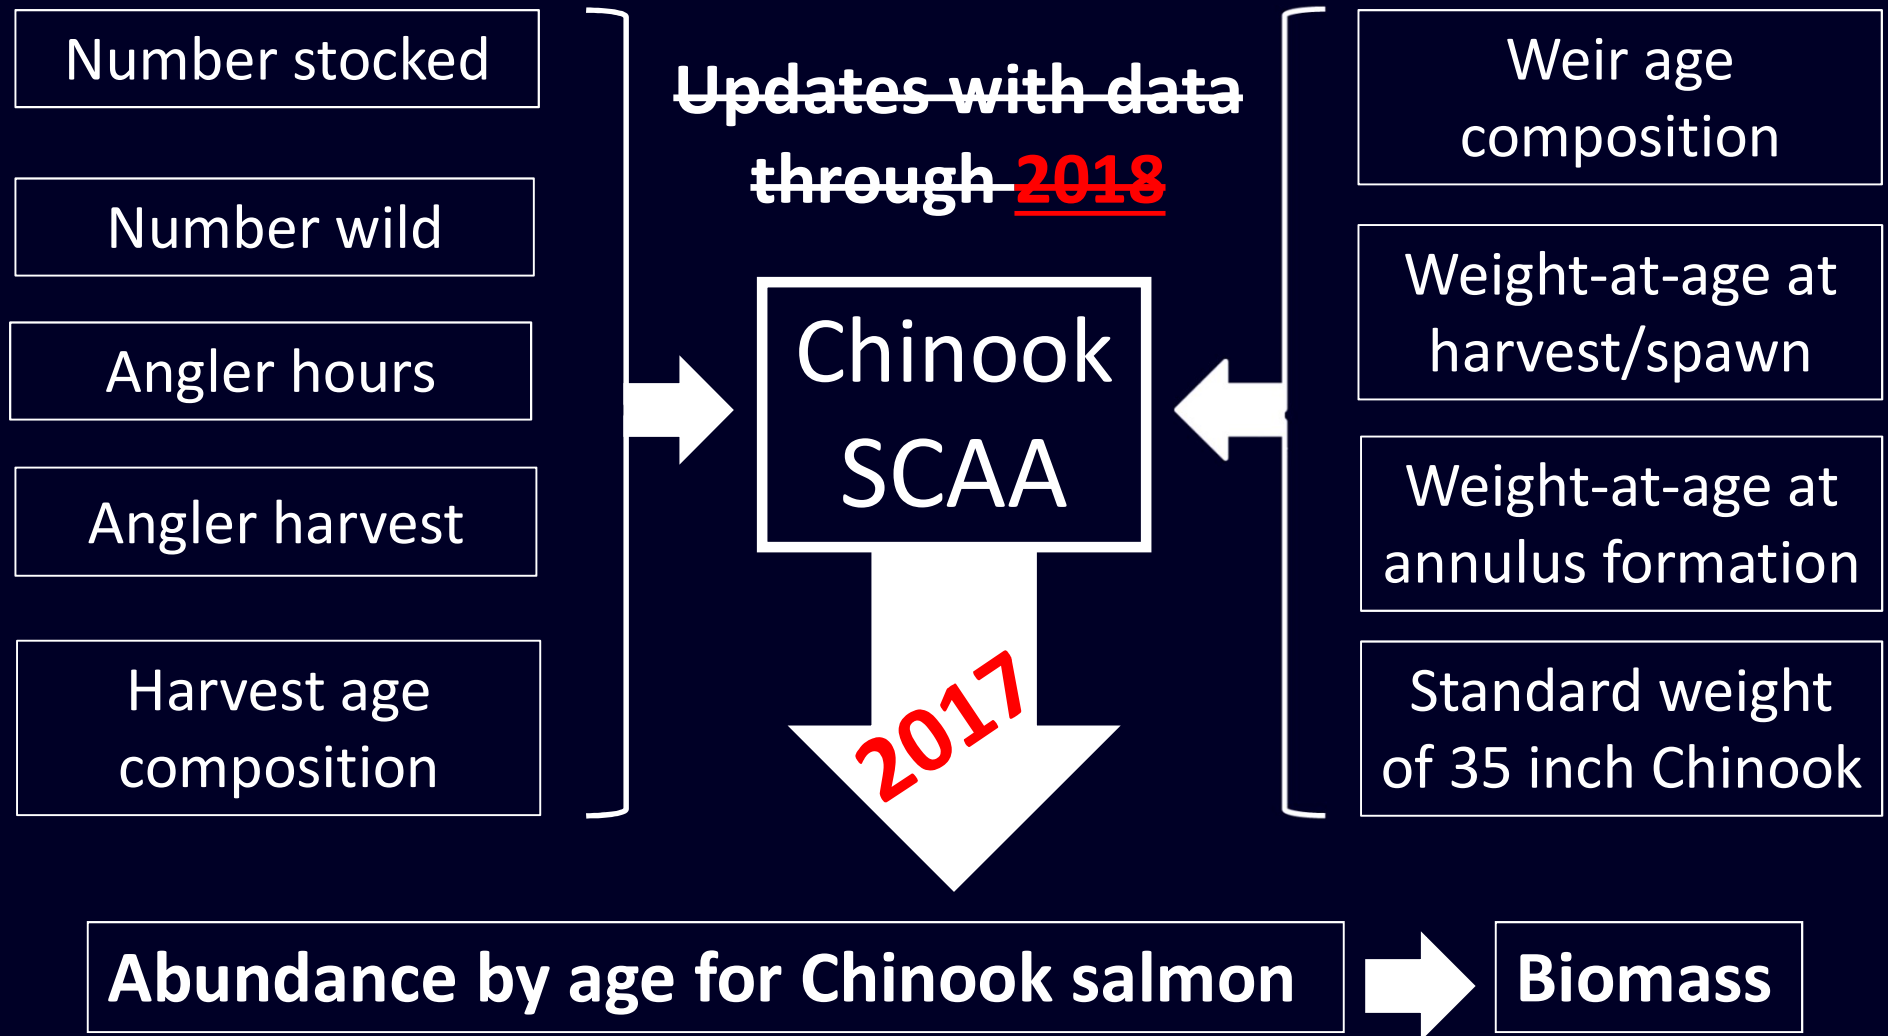 Number stocked
Number wild
Angler hours
Angler harvest
Harvest age
composition
Updates with data
through 2018
Chinook
SCAA
2017
Weir age
composition
Weight-at-age at
harvest/spawn
Weight-at-age at
annulus formation
Standard weight
of 35 inch Chinook
Abundance by age for Chinook salmon
Biomass